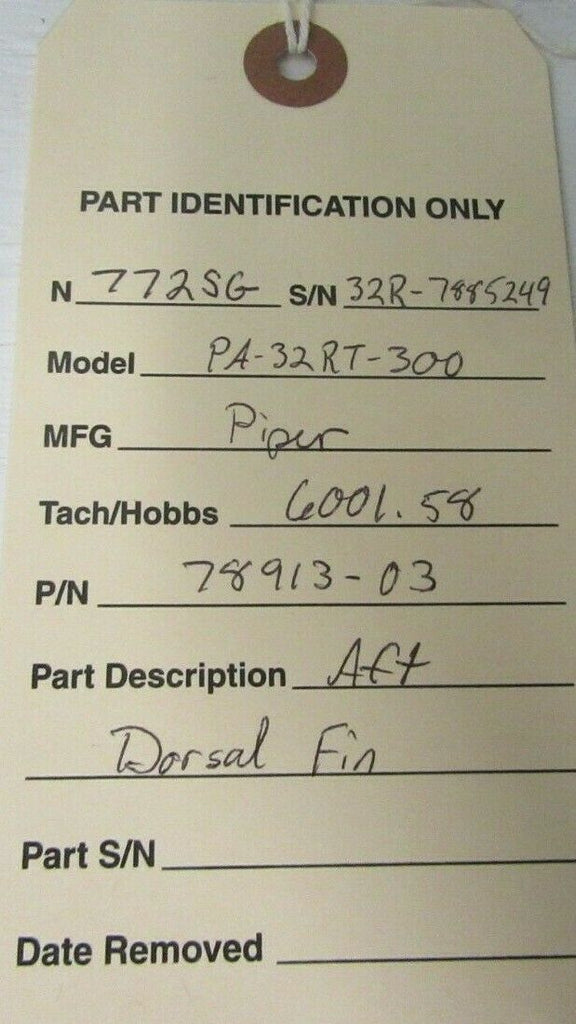 PART IDENTIFICATION ONLY
N 772SG S/N 32R-7885249
Model PA-32RT-300
MFG Piper
Tach/Hobbs 6001.58
P/N 78913-03
Part Description Aft
Dorsal Fin
Part S/N
Date Removed